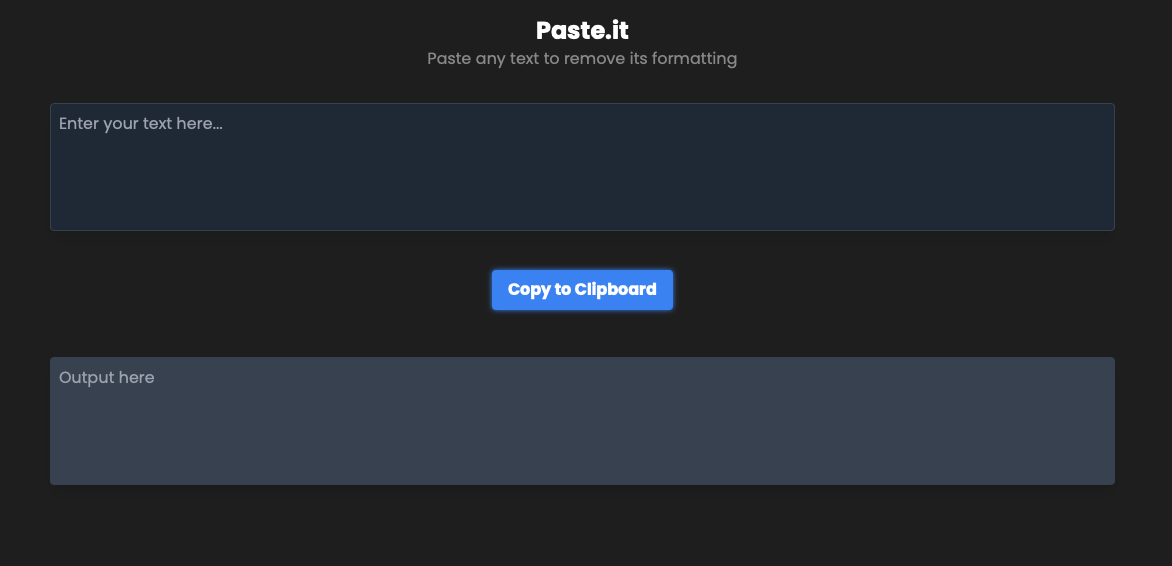 Paste.it
Paste any text to remove its formatting
Enter your text here...
Copy to Clipboard
Output here